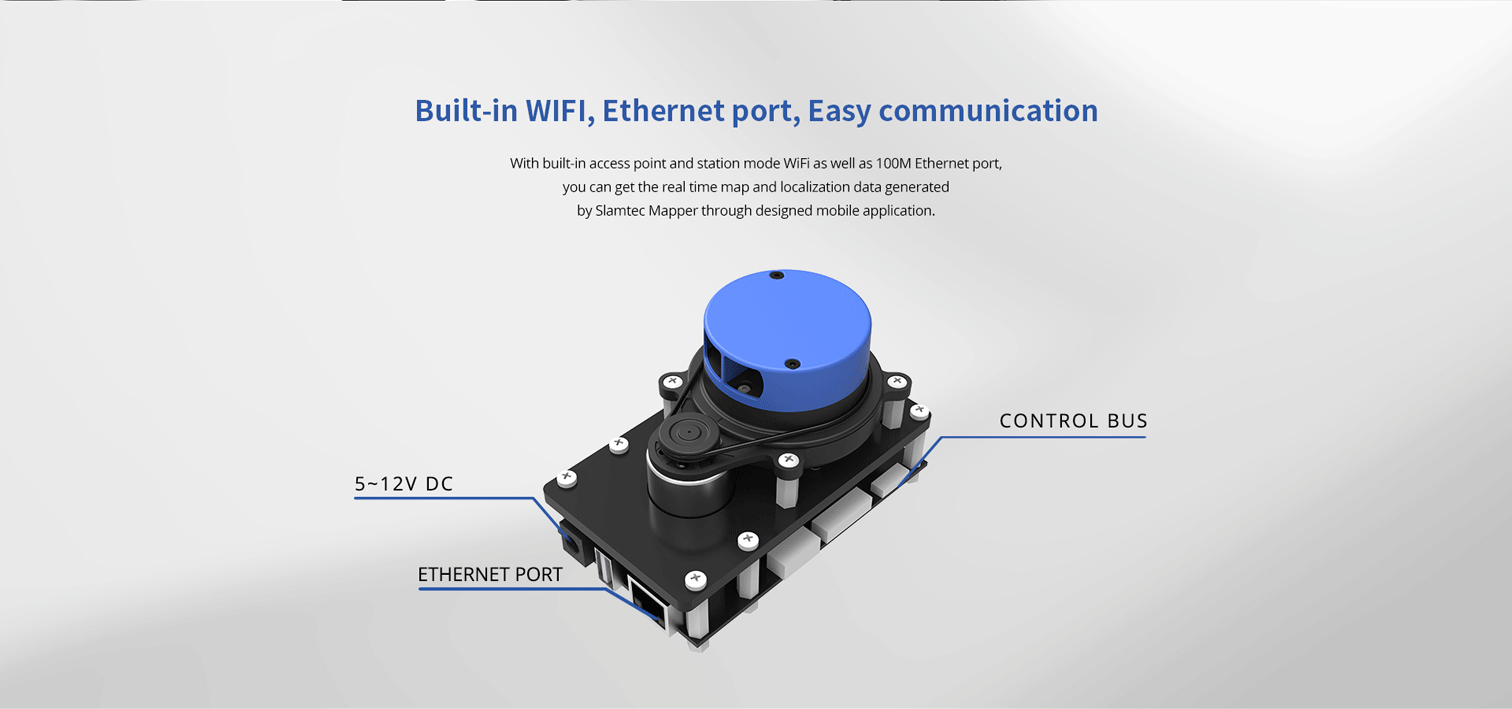 Built-in WIFI, Ethernet port, Easy communication
With built-in access point and station mode WiFi as well as 100M Ethernet port,
you can get the real time map and localization data generated
by Slamtec Mapper through designed mobile application.
CONTROL BUS
5~12V DC
ETHERNET PORT